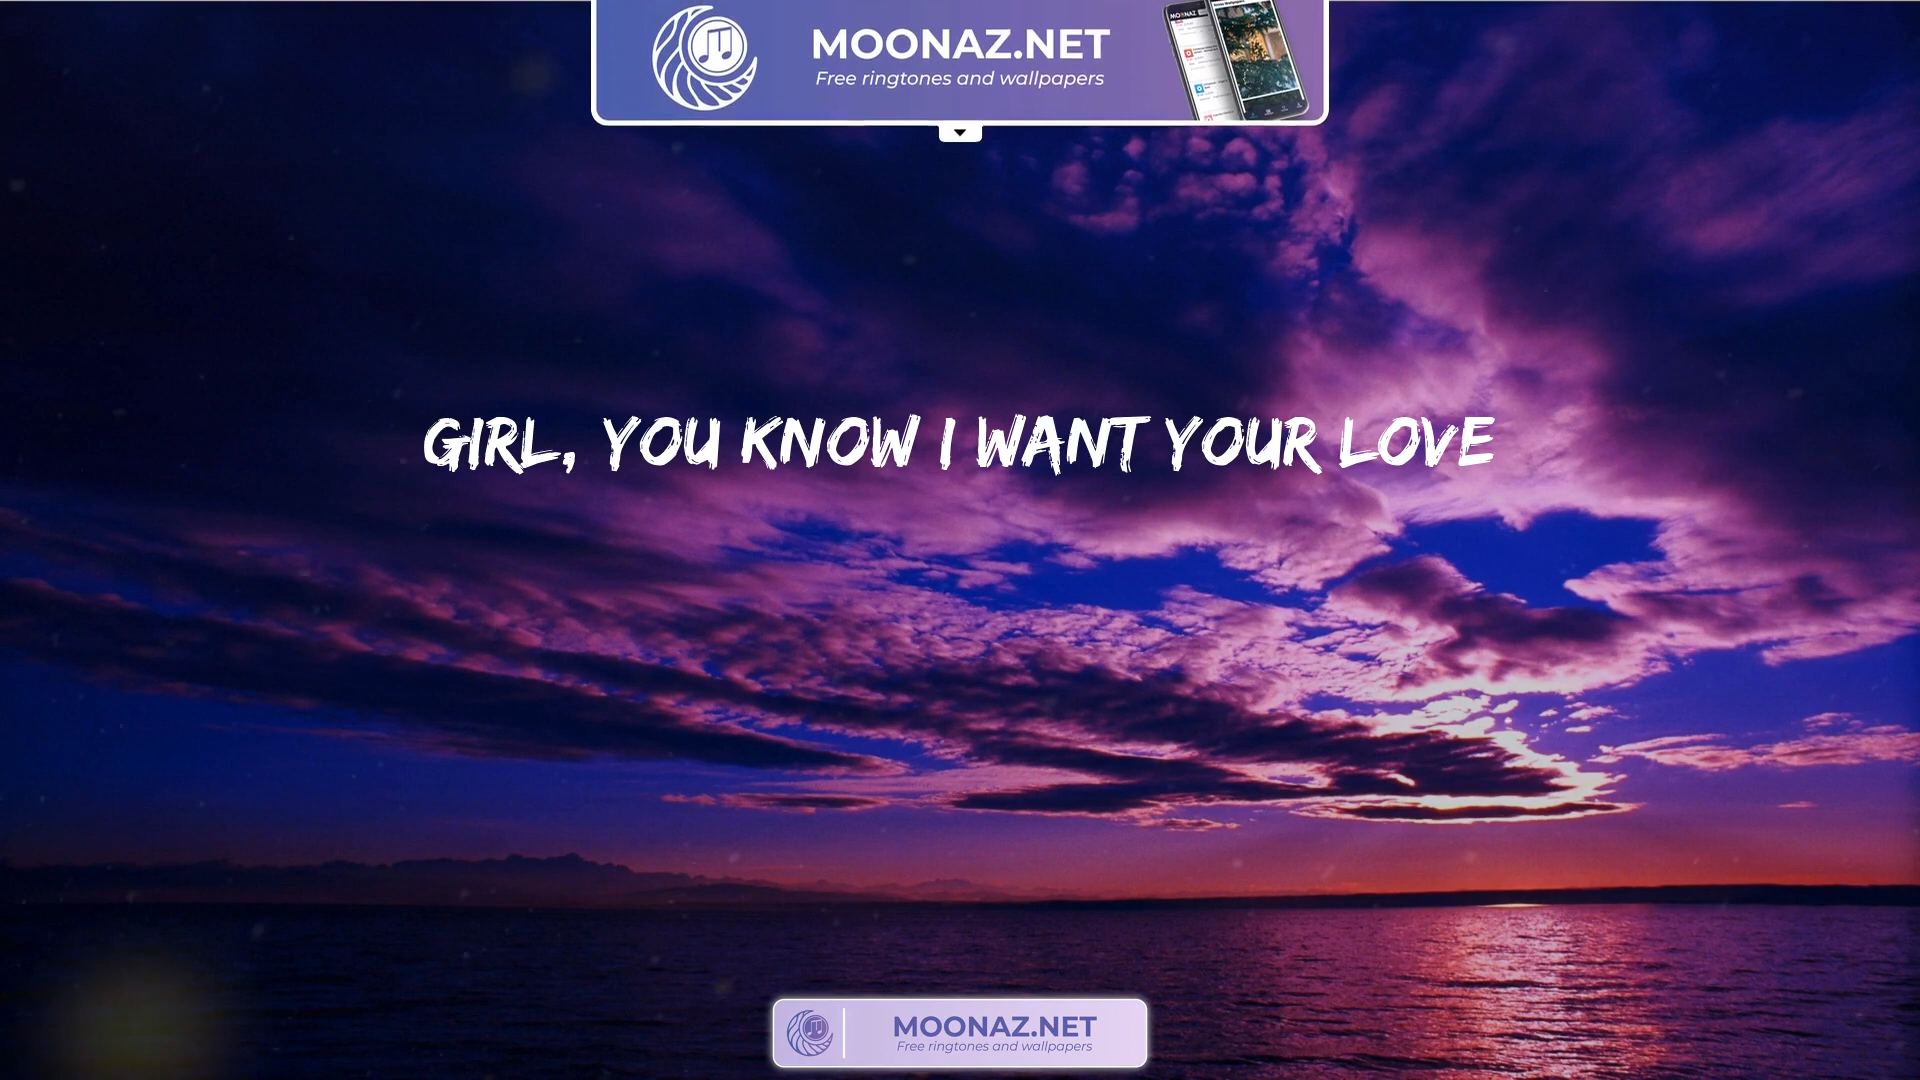 MOONAZ.NET
Free ringtones and wallpapers
GIRL, YOU KNOW I WANT YOUR LOVE
MOONAZ.NET
Free ringtones and wallpapers